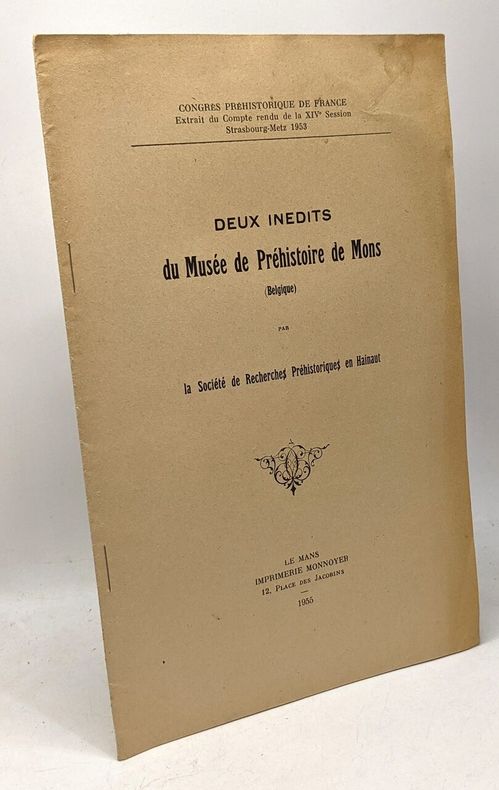 CONGRÈS PRÉHISTORIQUE DE FRANCE
Extrait du Compte rendu de la XIVe Session
Strasbourg-Metz 1953
DEUX INEDITS
du Musée de Préhistoire de Mons
(Belgique)
PAR
la Société de Recherches Préhistoriques en Hainaut
LE MANS
IMPRIMERIE MONNOYER
12, PLACE DES JACOBINS
1955